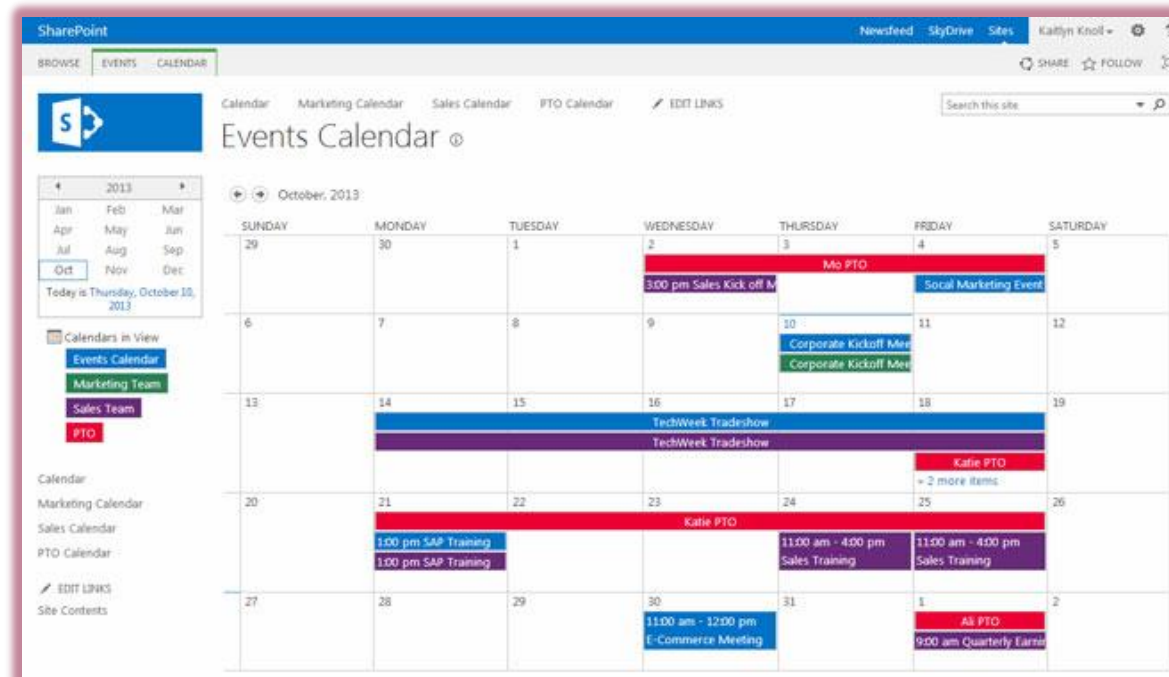 SharePoint Newsfeed SkyDrive Sites Kaitlyn Knoll
BROWSE EVENTS CALENDAR SHARE FOLLOW
S
Calendar Marketing Calendar Sales Calendar PTO Calendar EDIT LINKS Search this site
Events Calendar
2013
Jan Feb Mar
Apr May Jun
Jul Aug Sep
Oct Nov Dec
Today is Thursday, October 10,
2013
Calendars in View
Events Calendar
Marketing Team
Sales Team
PTO
Calendar
Marketing Calendar
Sales Calendar
PTO Calendar
EDIT LINKS
Site Contents
October, 2013
SUNDAY MONDAY TUESDAY WEDNESDAY THURSDAY FRIDAY SATURDAY
29 30 1 2 3 4 5
Mo PTO
3:00 pm Sales Kick off M Socal Marketing Event
6 7 8 9 10 11 12
Corporate Kickoff Mee
Corporate Kickoff Mee
13 14 15 16 17 18 19
TechWeek Tradeshow
TechWeek Tradeshow
Katie PTO
+ 2 more items
20 21 22 23 24 25 26
Katie PTO
1:00 pm SAP Training 11:00 am - 4:00 pm 11:00 am - 4:00 pm
1:00 pm SAP Training Sales Training Sales Training
27 28 29 30 31 1 2
11:00 am - 12:00 pm Ali PTO
E-Commerce Meeting 9:00 am Quarterly Earnin